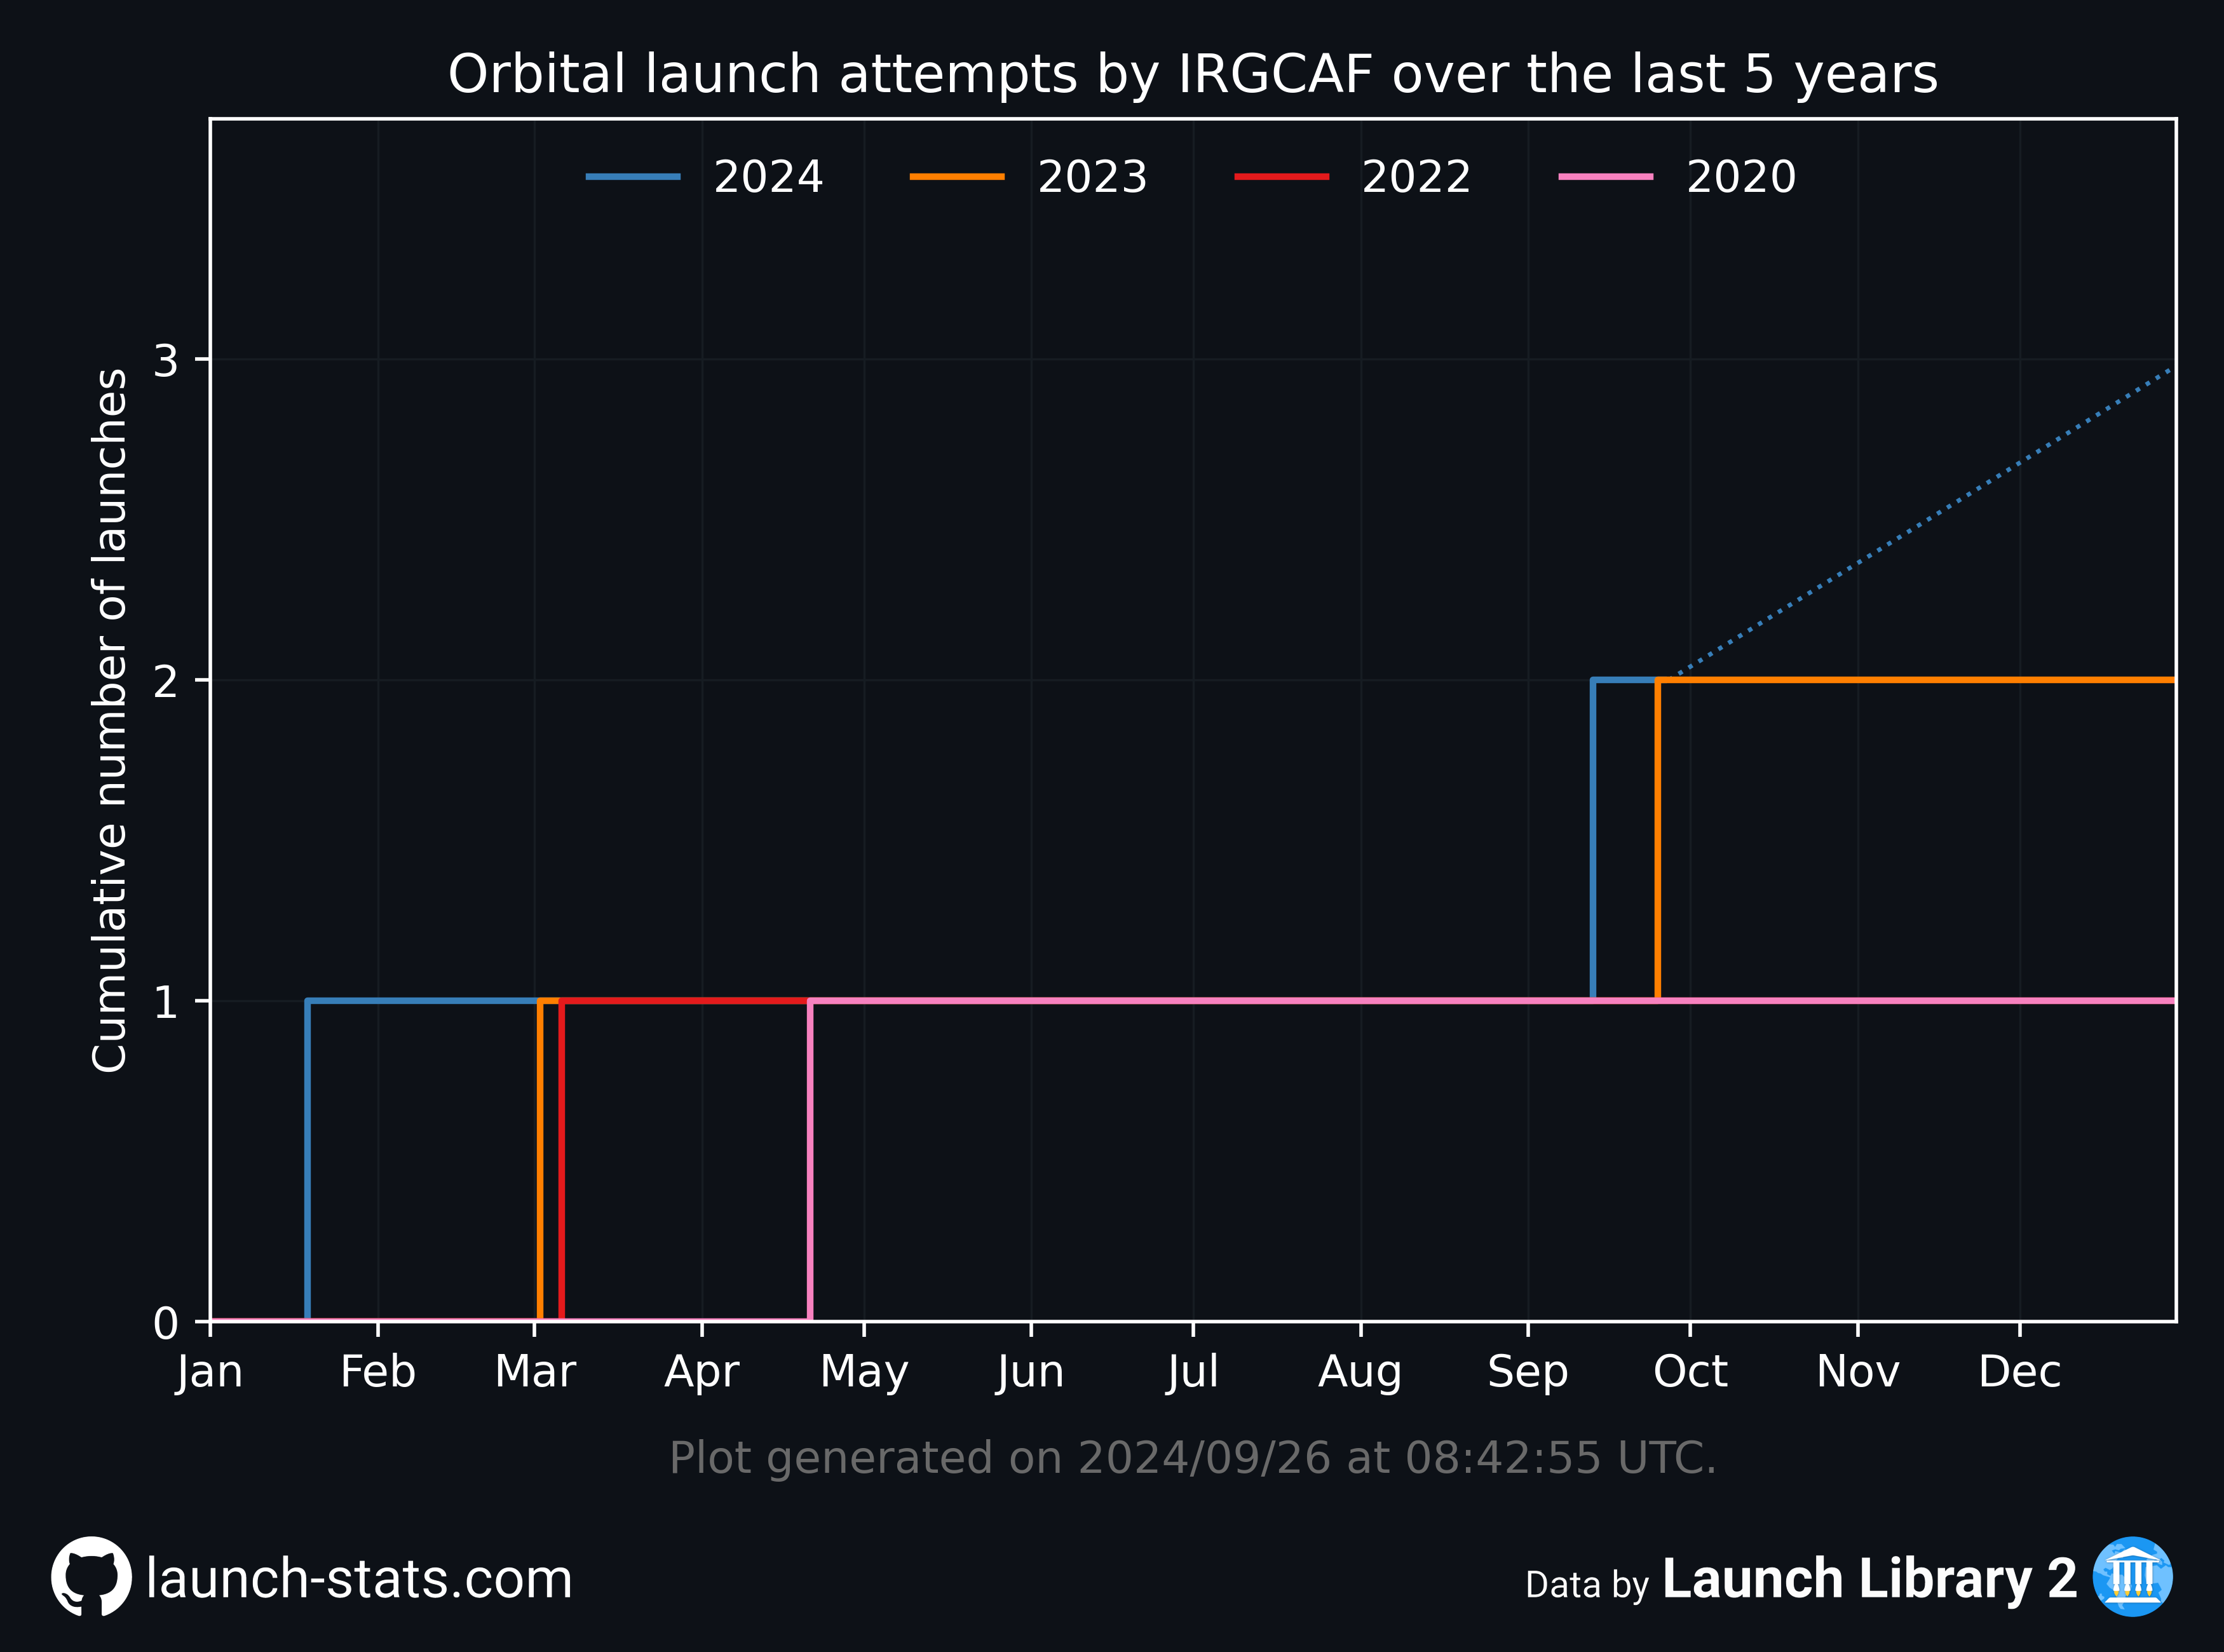 Orbital launch attempts by IRGCAF over the last 5 years
2024 2023 2022 2020
Cumulative number of launches
3
2
1
0
Jan Feb Mar Apr May Jun Jul Aug Sep Oct Nov Dec
Plot generated on 2024/09/26 at 08:42:55 UTC.
launch-stats.com
Data by Launch Library 2